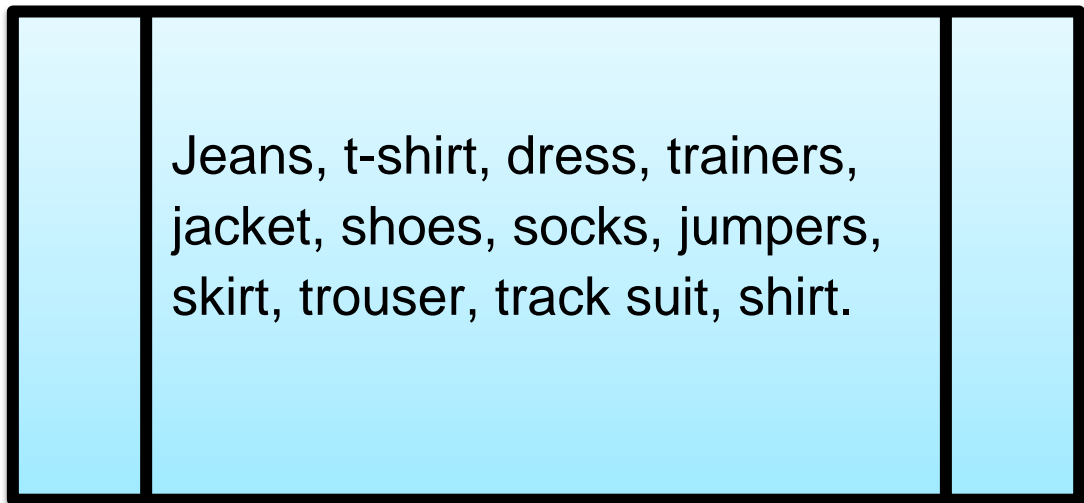 Jeans, t-shirt, dress, trainers,
jacket, shoes, socks, jumpers,
skirt, trouser, track suit, shirt.